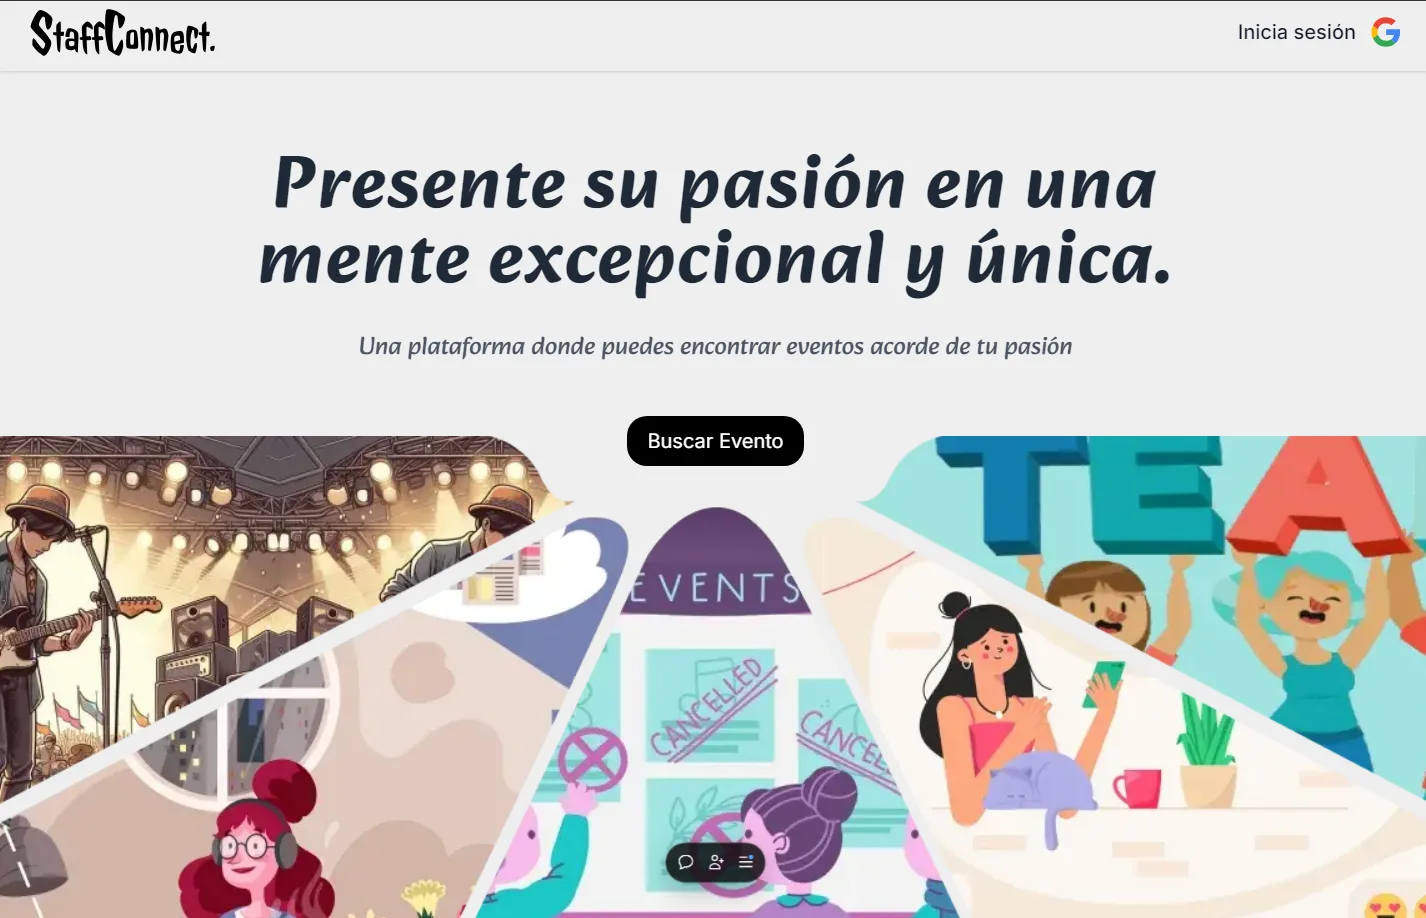 StaffConnect.
Inicia sesión
Presente su pasión en una
mente excepcional y única.
Una plataforma donde puedes encontrar eventos acorde de tu pasión
Buscar Evento
TEA
EVENTS
CANCELLED
CANCELL